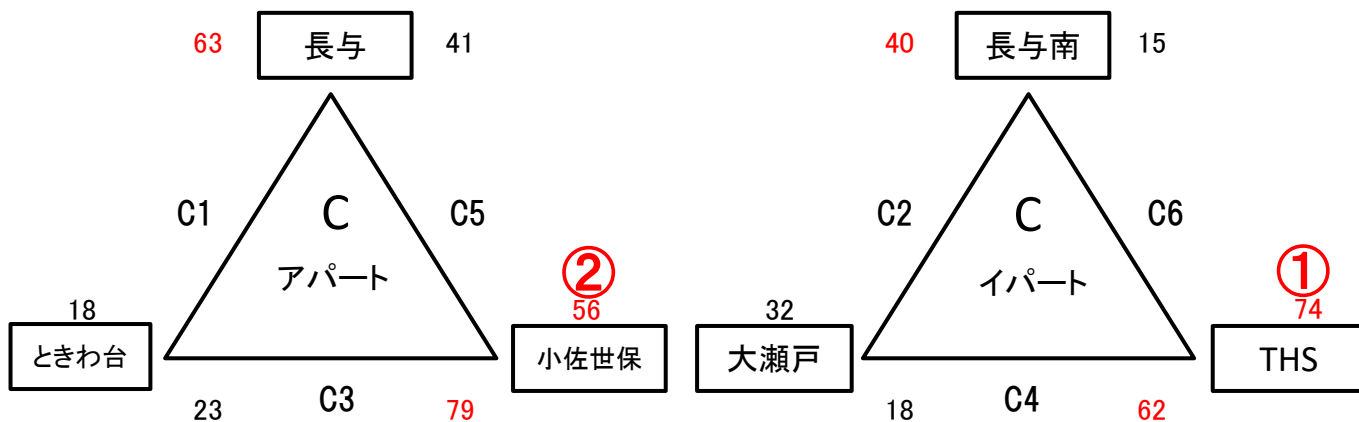 63 長与 41
C1 C5
C
アパート
②
18 56
ときわ台 小佐世保
23 C3 79
40 長与南 15
C2 C6
C
イパート
①
32 74
大瀬戸 THS
18 C4 62